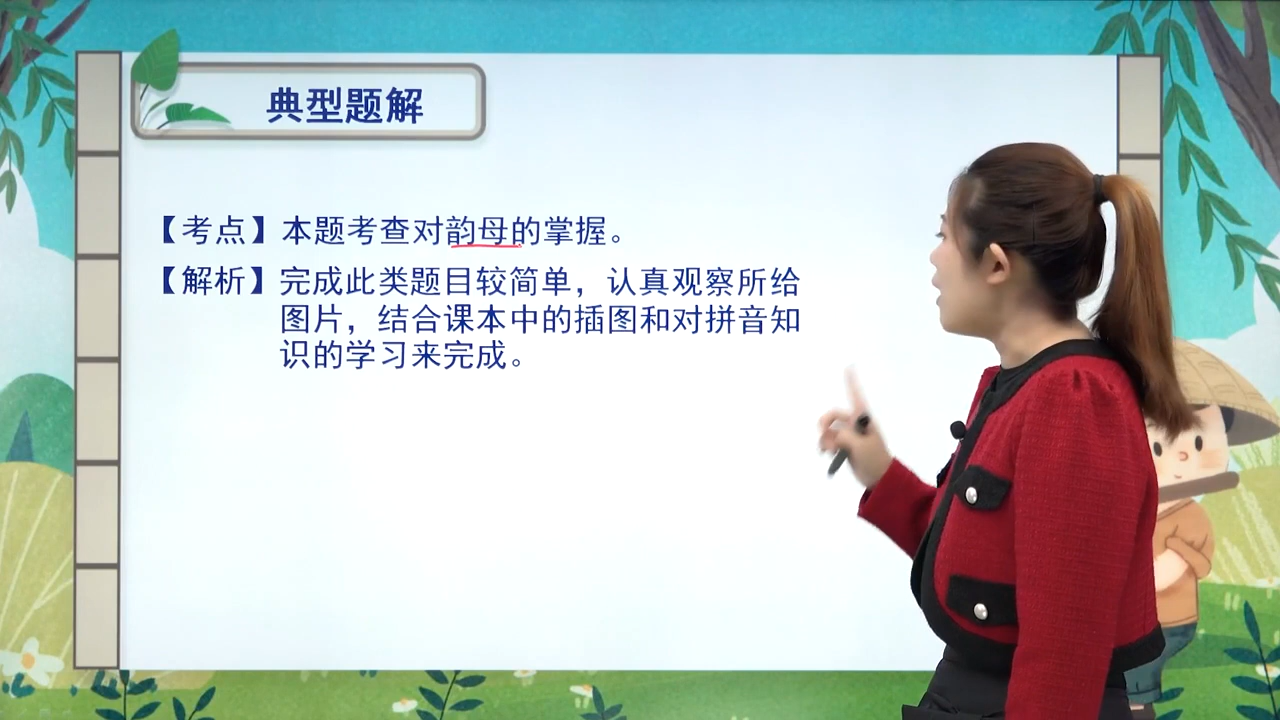 典型题解
【考点】本题考查对韵母的掌握。
【解析】完成此类题目较简单，认真观察所给
图片，结合课本中的插图和对拼音知
识的学习来完成。